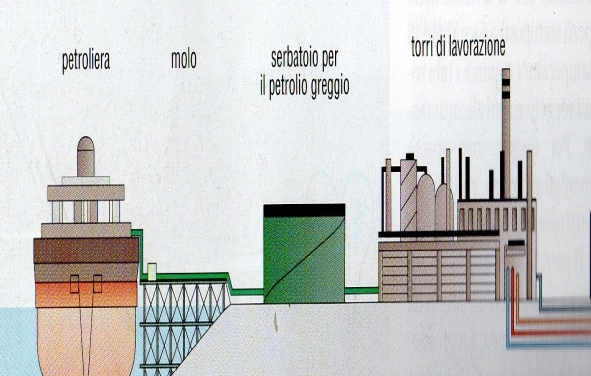 petroliera
molo
serbatoio per
il petrolio greggio
torri di lavorazione